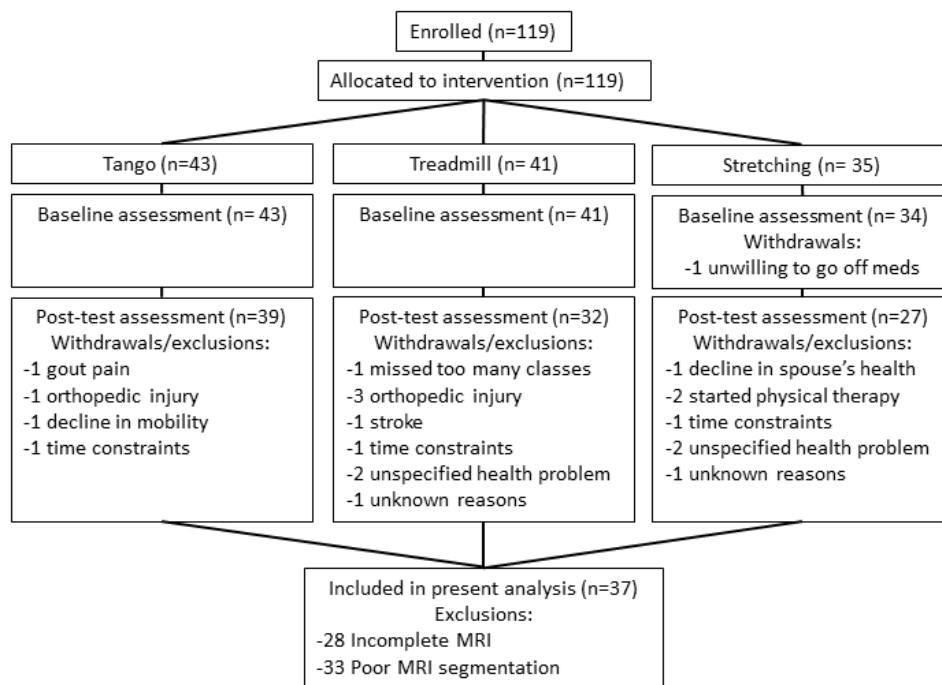 Enrolled (n=119)
Allocated to intervention (n=119)
Tango (n=43)
Baseline assessment (n= 43)
Post-test assessment (n=39)
Withdrawals/exclusions:
-1 gout pain
-1 orthopedic injury
-1 decline in mobility
-1 time constraints
Treadmill (n= 41)
Baseline assessment (n= 41)
Post-test assessment (n=32)
Withdrawals/exclusions:
-1 missed too many classes
-3 orthopedic injury
-1 stroke
-1 time constraints
-2 unspecified health problem
-1 unknown reasons
Stretching (n= 35)
Baseline assessment (n= 34)
Withdrawals:
-1 unwilling to go off meds
Post-test assessment (n=27)
Withdrawals/exclusions:
-1 decline in spouse’s health
-2 started physical therapy
-1 time constraints
-2 unspecified health problem
-1 unknown reasons
Included in present analysis (n=37)
Exclusions:
-28 Incomplete MRI
-33 Poor MRI segmentation